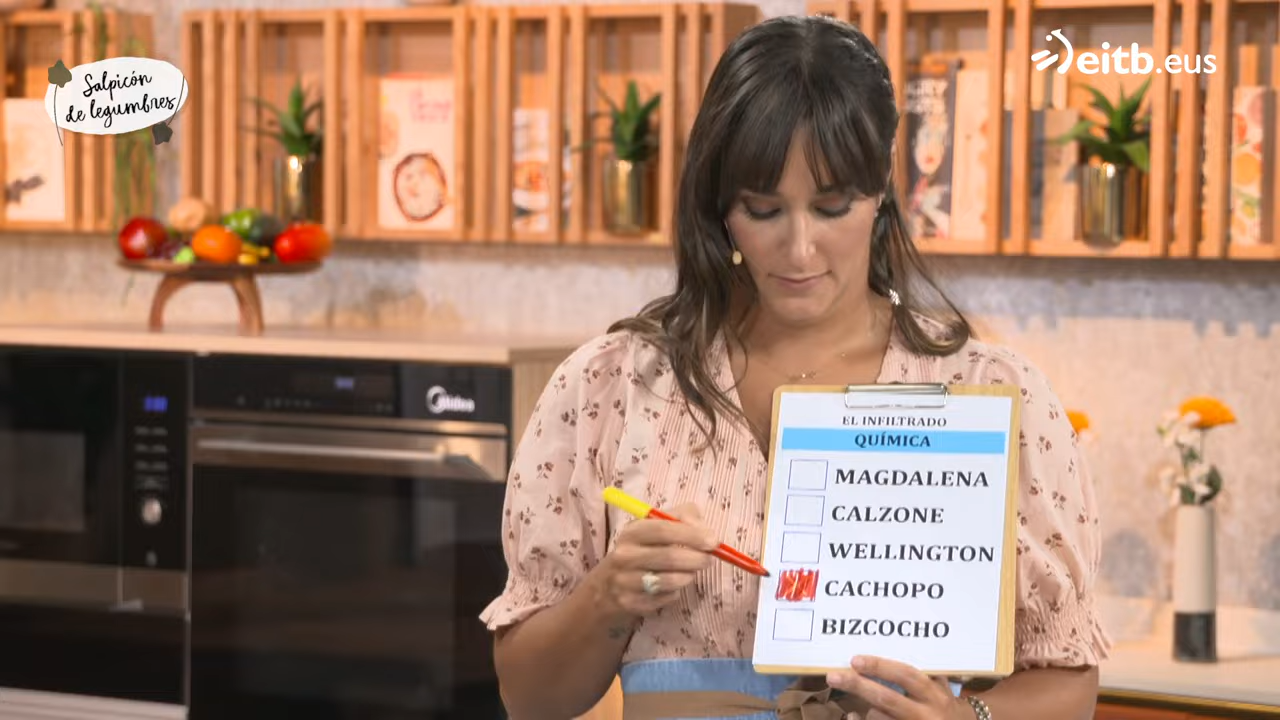 Salpicón
de legumbres
eitb.eus
Midea
EL INFILTRADO
QUÍMICA
MAGDALENA
CALZONE
WELLINGTON
CACHOPO
BIZCOCHO